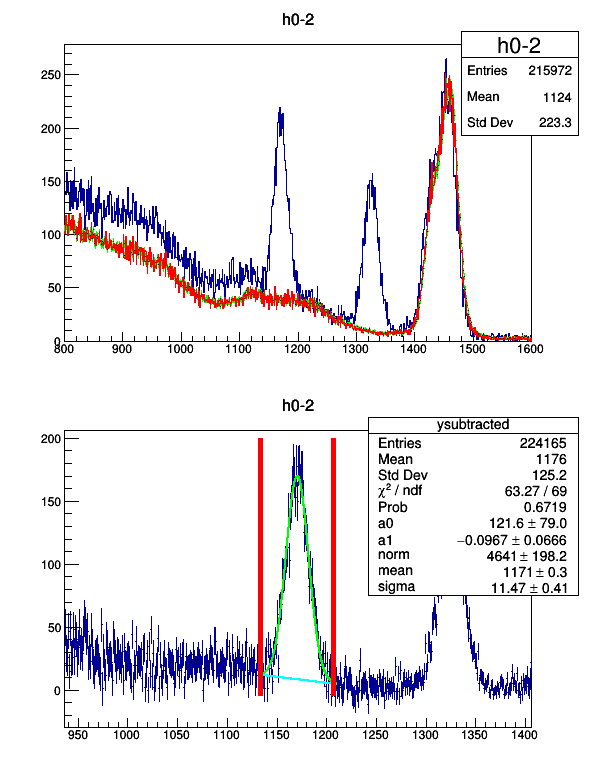 h0-2
h0-2
Entries 215972
Mean 1124
Std Dev 223.3
250
200
150
100
50
0
800 900 1000 1100 1200 1300 1400 1500 1600
h0-2
ysubtracted
Entries 224165
Mean 1176
Std Dev 125.2
χ² / ndf 63.27 / 69
Prob 0.6719
a0 121.6 ± 79.0
a1 −0.0967 ± 0.0666
norm 4641 ± 198.2
mean 1171 ± 0.3
sigma 11.47 ± 0.41
200
150
100
50
0
950 1000 1050 1100 1150 1200 1250 1300 1350 1400